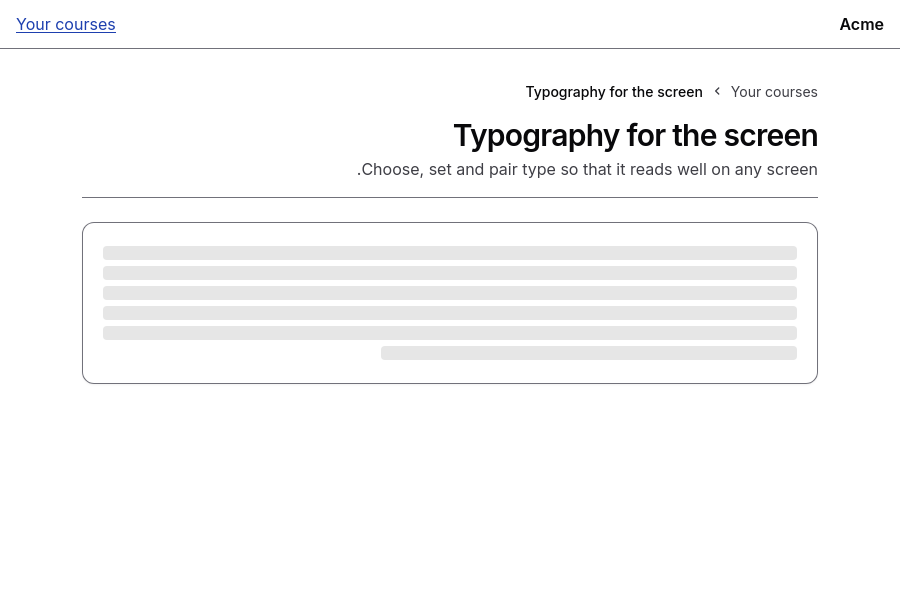 Acme
Your courses
Your courses
Typography for the screen
Typography for the screen
Choose, set and pair type so that it reads well on any screen.